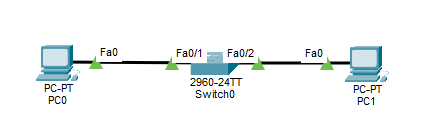 Fa0
Fa0/1
Fa0/2
Fa0
PC-PT
PC0
2960-24TT
Switch0
PC-PT
PC1